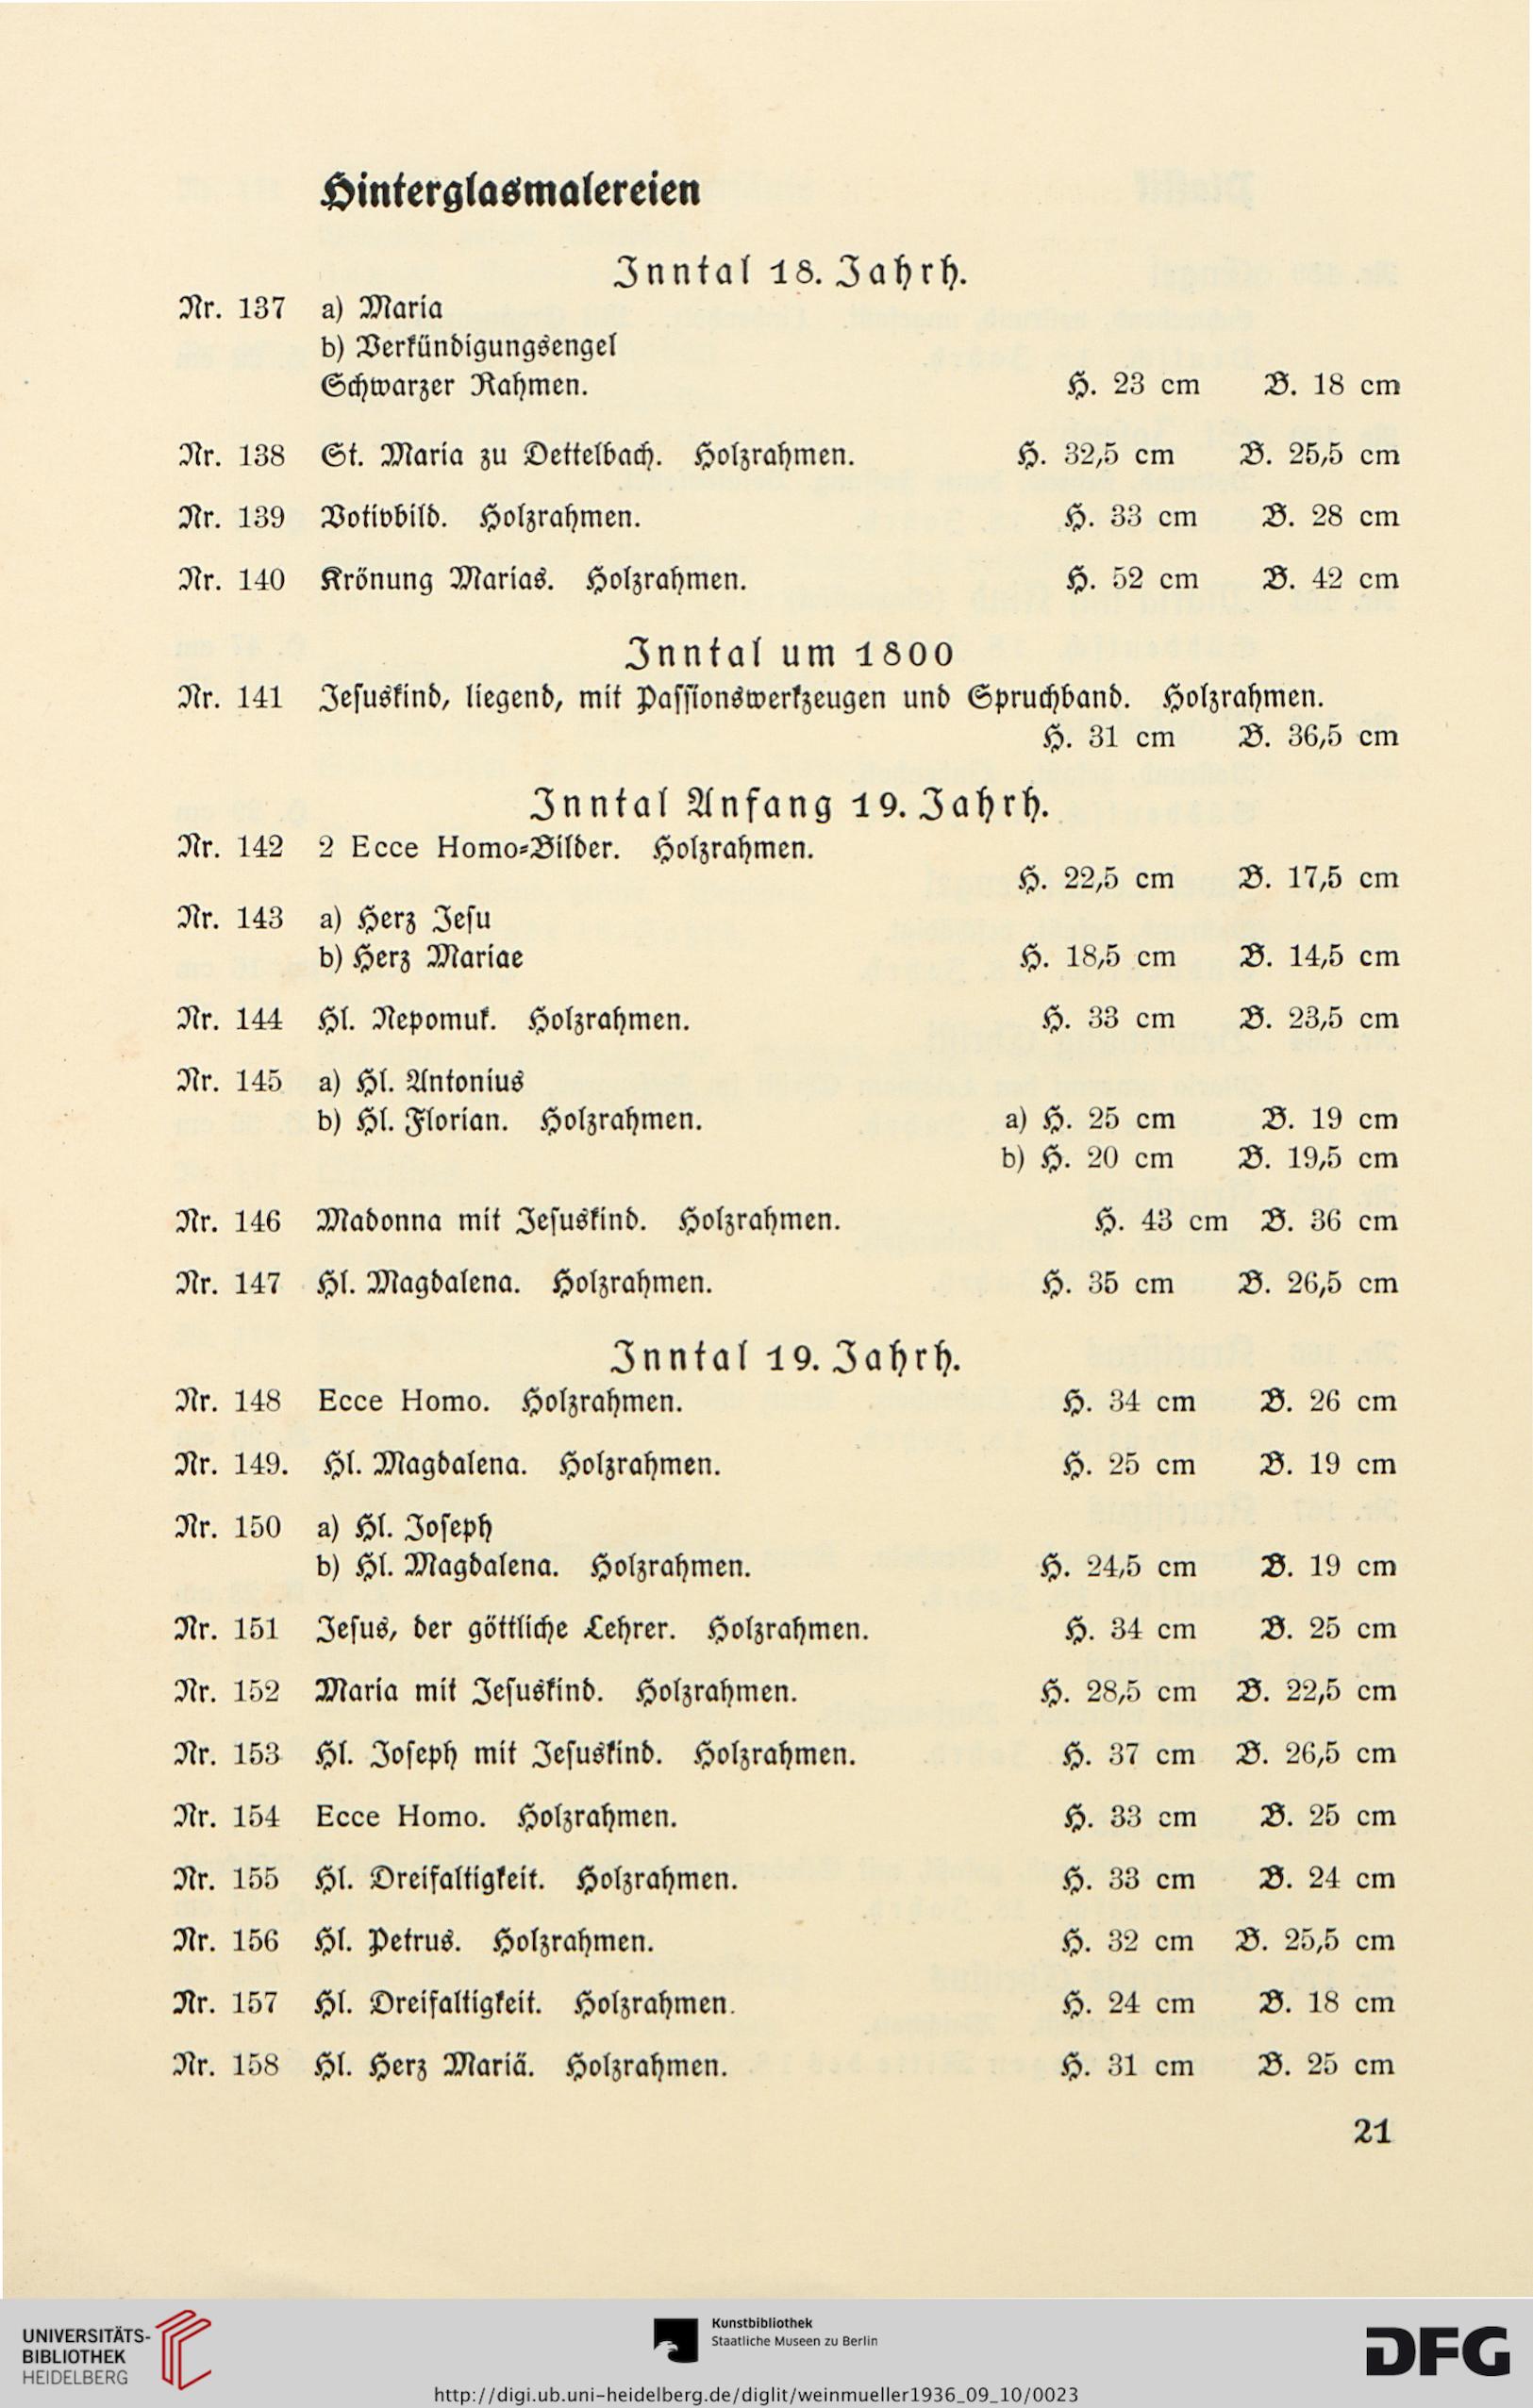 Hinterglasmalereien
Inntal 18. Jahrh.
Nr. 137 a) Maria
b) Verkündigungsengel
Schwarzer Rahmen. H. 23 cm B. 18 cm
Nr. 138 St. Maria zu Dettelbach. Holzrahmen. H. 32,5 cm B. 25,5 cm
Nr. 139 Votivbild. Holzrahmen. H. 33 cm B. 28 cm
Nr. 140 Krönung Marias. Holzrahmen. H. 52 cm B. 42 cm
Inntal um 1800
Nr. 141 Jesuskind, liegend, mit Passionswerkzeugen und Spruchband. Holzrahmen.
H. 31 cm B. 36,5 cm
Inntal Anfang 19. Jahrh.
Nr. 142 2 Ecce Homo-Bilder. Holzrahmen.
H. 22,5 cm B. 17,5 cm
Nr. 143 a) Herz Jesu
b) Herz Mariae H. 18,5 cm B. 14,5 cm
Nr. 144 Hl. Nepomuk. Holzrahmen. H. 33 cm B. 23,5 cm
Nr. 145 a) Hl. Antonius
b) Hl. Florian. Holzrahmen. a) H. 25 cm B. 19 cm
b) H. 20 cm B. 19,5 cm
Nr. 146 Madonna mit Jesuskind. Holzrahmen. H. 43 cm B. 36 cm
Nr. 147 Hl. Magdalena. Holzrahmen. H. 35 cm B. 26,5 cm
Inntal 19. Jahrh.
Nr. 148 Ecce Homo. Holzrahmen. H. 34 cm B. 26 cm
Nr. 149. Hl. Magdalena. Holzrahmen. H. 25 cm B. 19 cm
Nr. 150 a) Hl. Joseph
b) Hl. Magdalena. Holzrahmen. H. 24,5 cm B. 19 cm
Nr. 151 Jesus, der göttliche Lehrer. Holzrahmen. H. 34 cm B. 25 cm
Nr. 152 Maria mit Jesuskind. Holzrahmen. H. 28,5 cm B. 22,5 cm
Nr. 153 Hl. Joseph mit Jesuskind. Holzrahmen. H. 37 cm B. 26,5 cm
Nr. 154 Ecce Homo. Holzrahmen. H. 33 cm B. 25 cm
Nr. 155 Hl. Dreifaltigkeit. Holzrahmen. H. 33 cm B. 24 cm
Nr. 156 Hl. Petrus. Holzrahmen. H. 32 cm B. 25,5 cm
Nr. 157 Hl. Dreifaltigkeit. Holzrahmen. H. 24 cm B. 18 cm
Nr. 158 Hl. Herz Mariä. Holzrahmen. H. 31 cm B. 25 cm
21
UNIVERSITÄTS-
BIBLIOTHEK
HEIDELBERG
Kunstbibliothek
Staatliche Museen zu Berlin
DFG
http://digi.ub.uni-heidelberg.de/diglit/weinmueller1936_09_10/0023